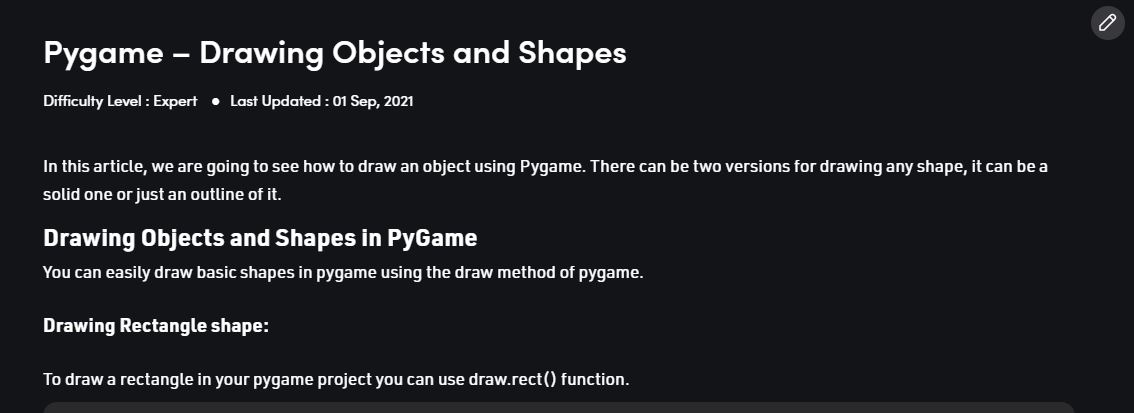 Pygame – Drawing Objects and Shapes
Difficulty Level : Expert ● Last Updated : 01 Sep, 2021
In this article, we are going to see how to draw an object using Pygame. There can be two versions for drawing any shape, it can be a
solid one or just an outline of it.
Drawing Objects and Shapes in PyGame
You can easily draw basic shapes in pygame using the draw method of pygame.
Drawing Rectangle shape:
To draw a rectangle in your pygame project you can use draw.rect() function.